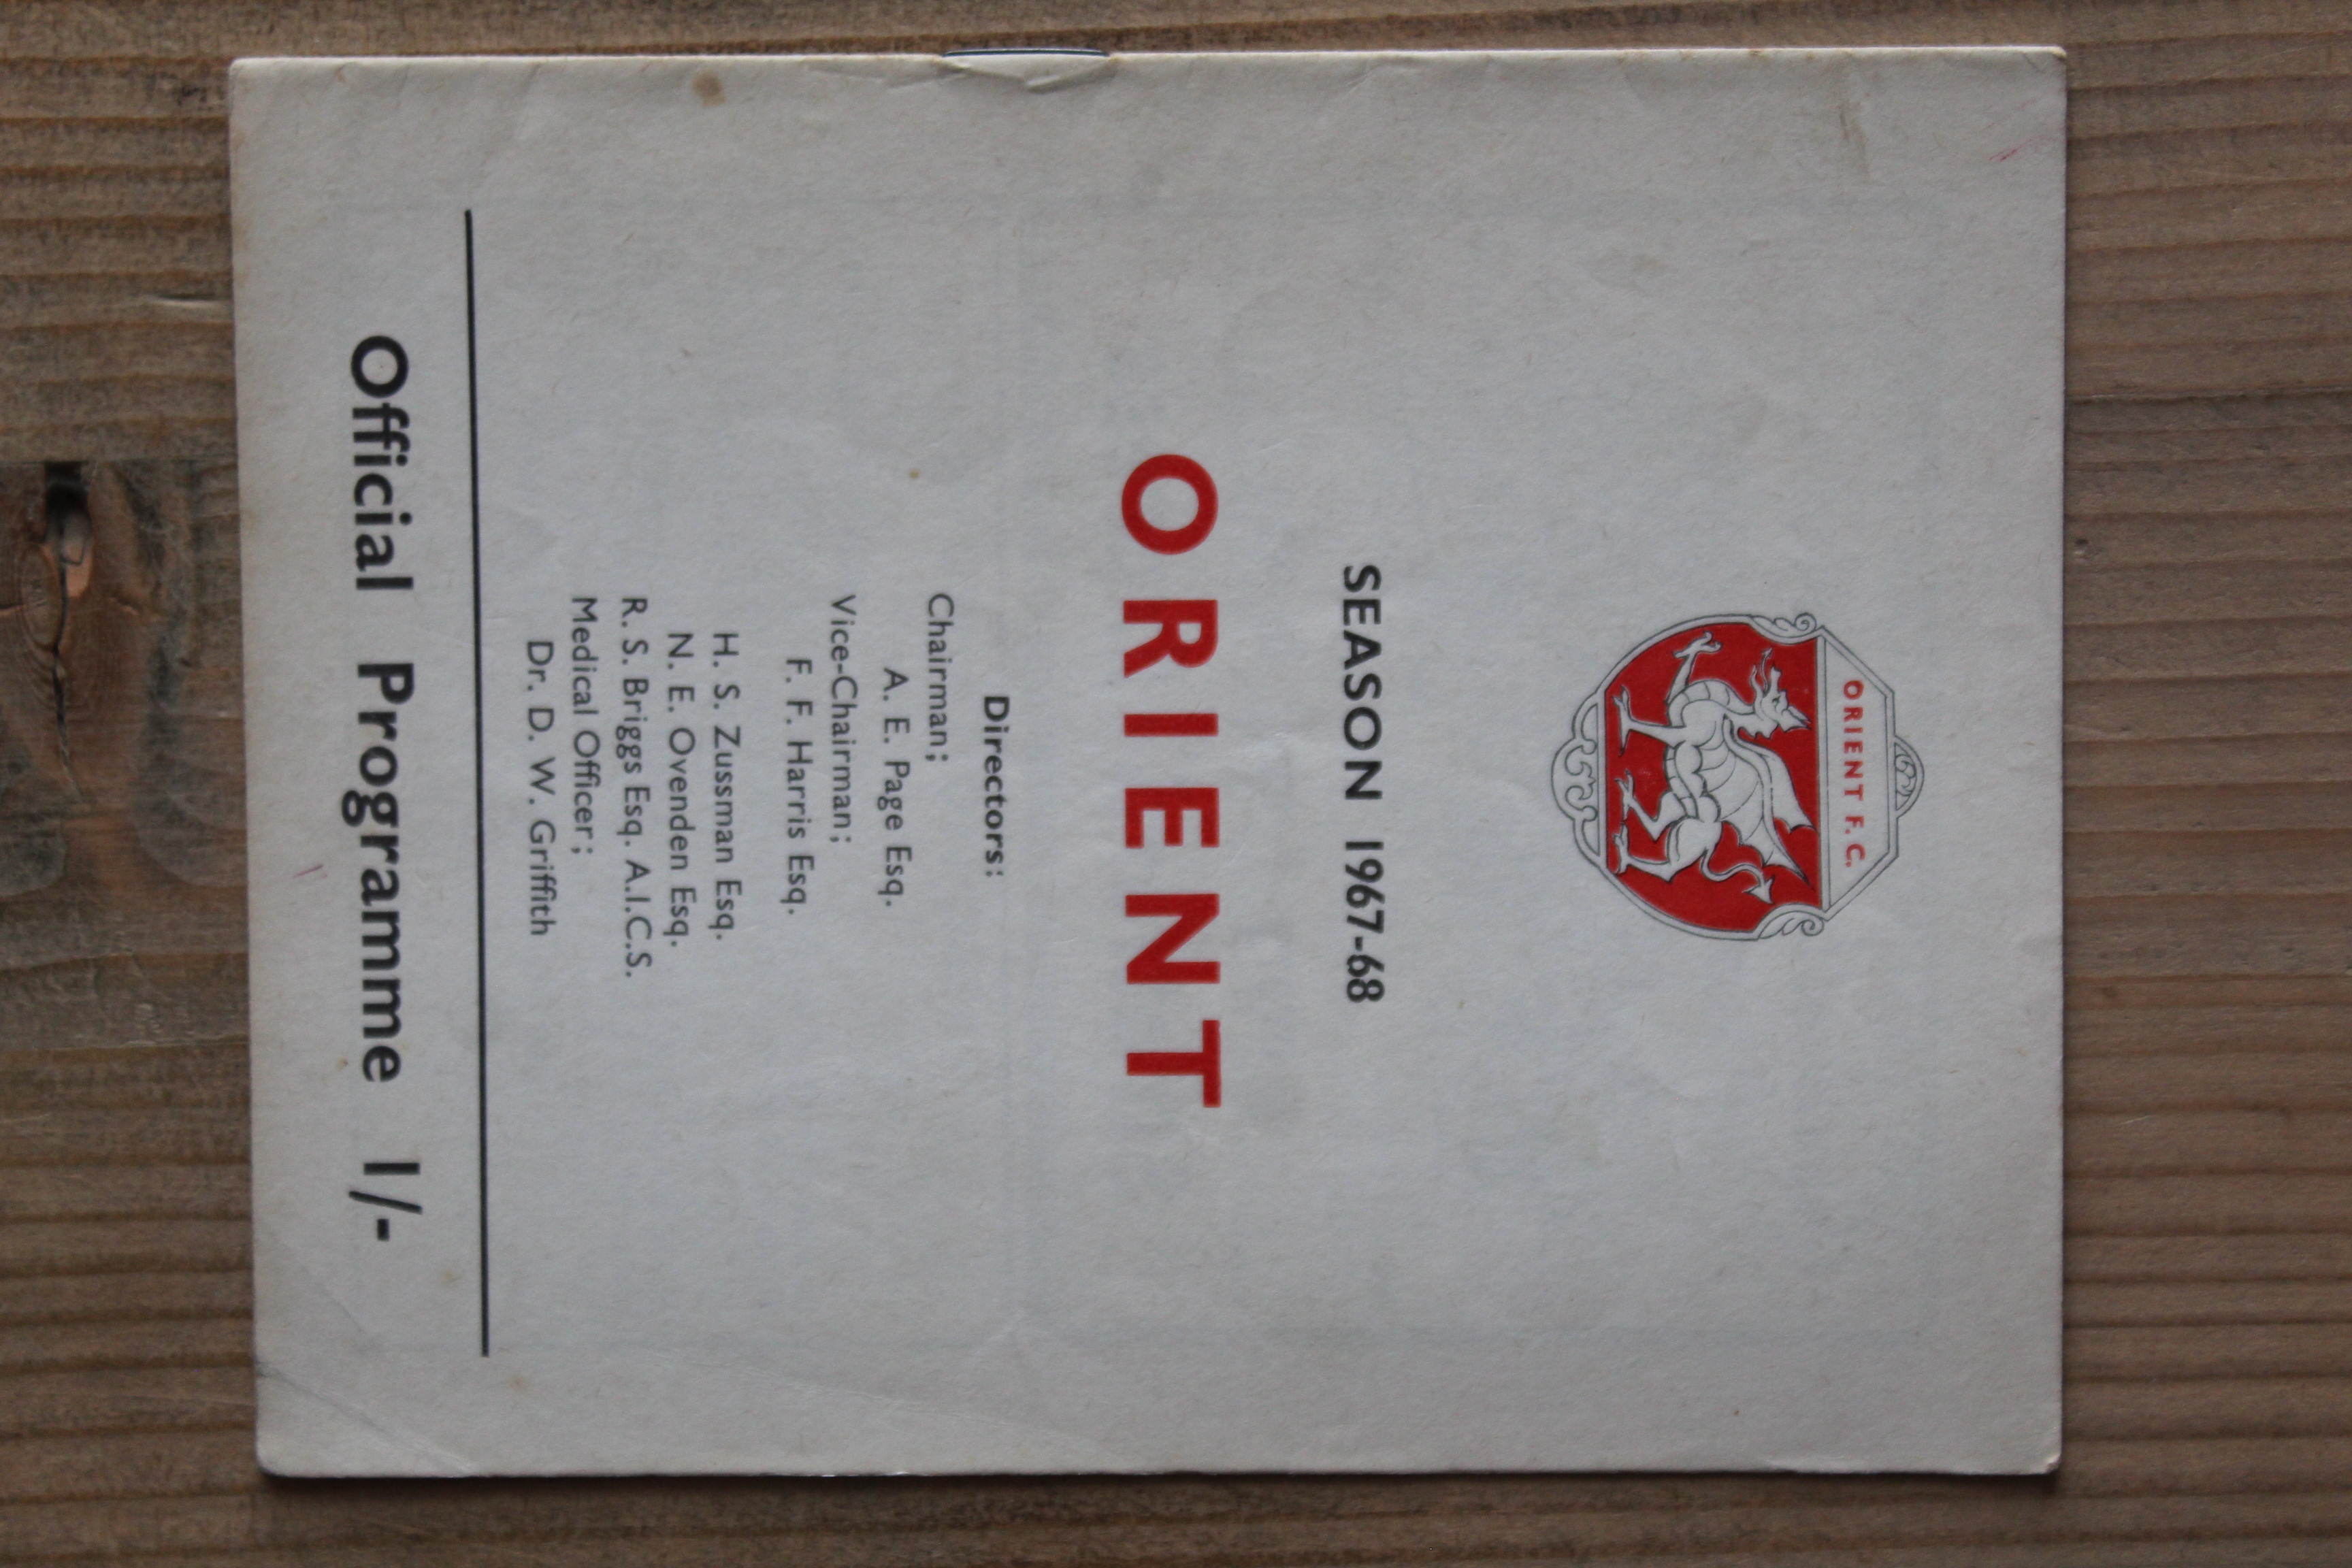 ORIENT F.C.
SEASON 1967-68
ORIENT
Directors:
Chairman;
A. E. Page Esq.
Vice-Chairman;
F. F. Harris Esq.
H. S. Zussman Esq.
N. E. Ovenden Esq.
R. S. Briggs Esq. A.I.C.S.
Medical Officer;
Dr. D. W. Griffith
Official Programme 1/-